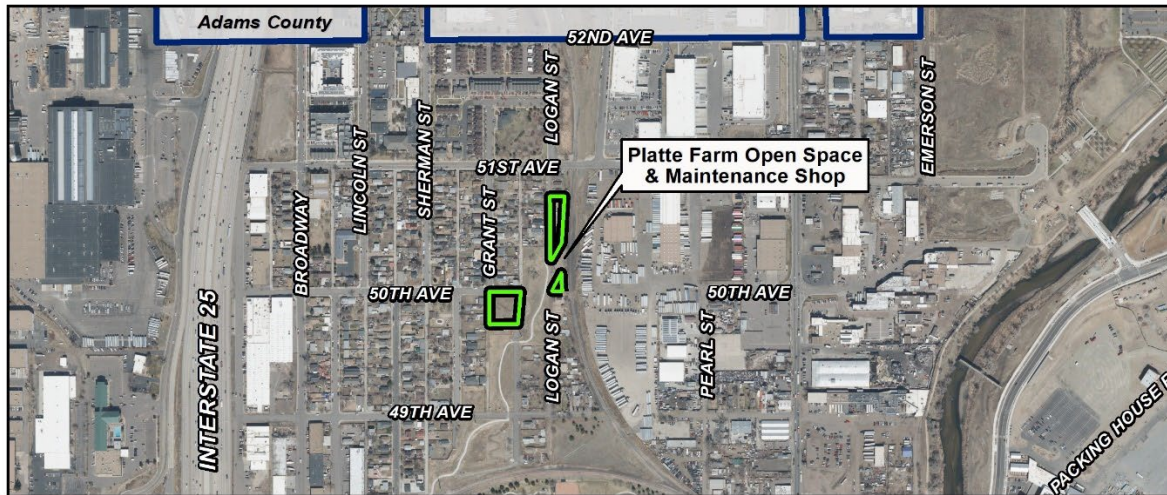 Adams County
52ND AVE
LOGAN ST
EMERSON ST
SHERMAN ST
LINCOLN ST
51ST AVE
Platte Farm Open Space
& Maintenance Shop
GRANT ST
BROADWAY
50TH AVE
50TH AVE
INTERSTATE 25
LOGAN ST
PEARL ST
49TH AVE
PACKING HOUSE